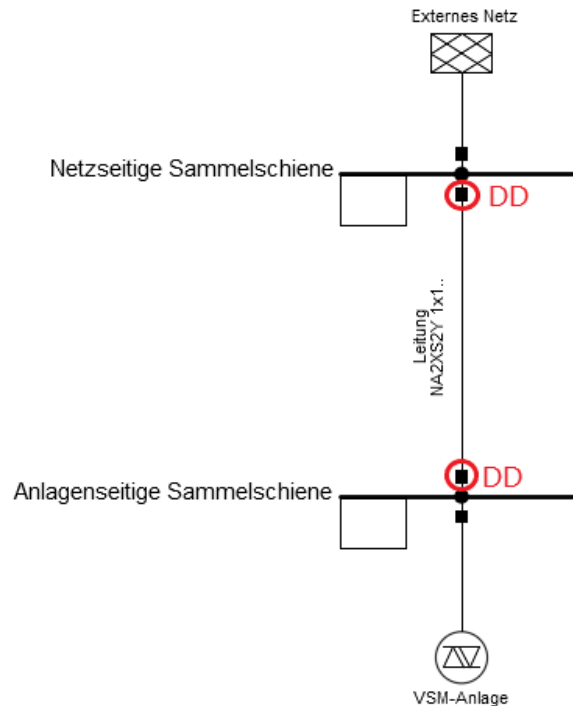 Externes Netz
Netzseitige Sammelschiene
DD
Leitung
NA2XS2Y 1x1..
DD
Anlagenseitige Sammelschiene
VSM-Anlage